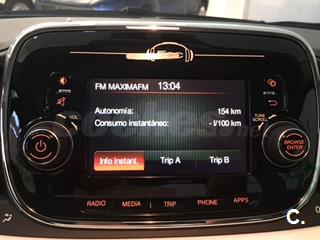 FM MAXIMAFM 13:04
Autonomía: 154 km
Consumo instantáneo: - l/100 km
VOL
TUNE
SCROLL
BROWSE
ENTER
Info instant. Trip A Trip B
RADIO MEDIA TRIP PHONE APPS
C.